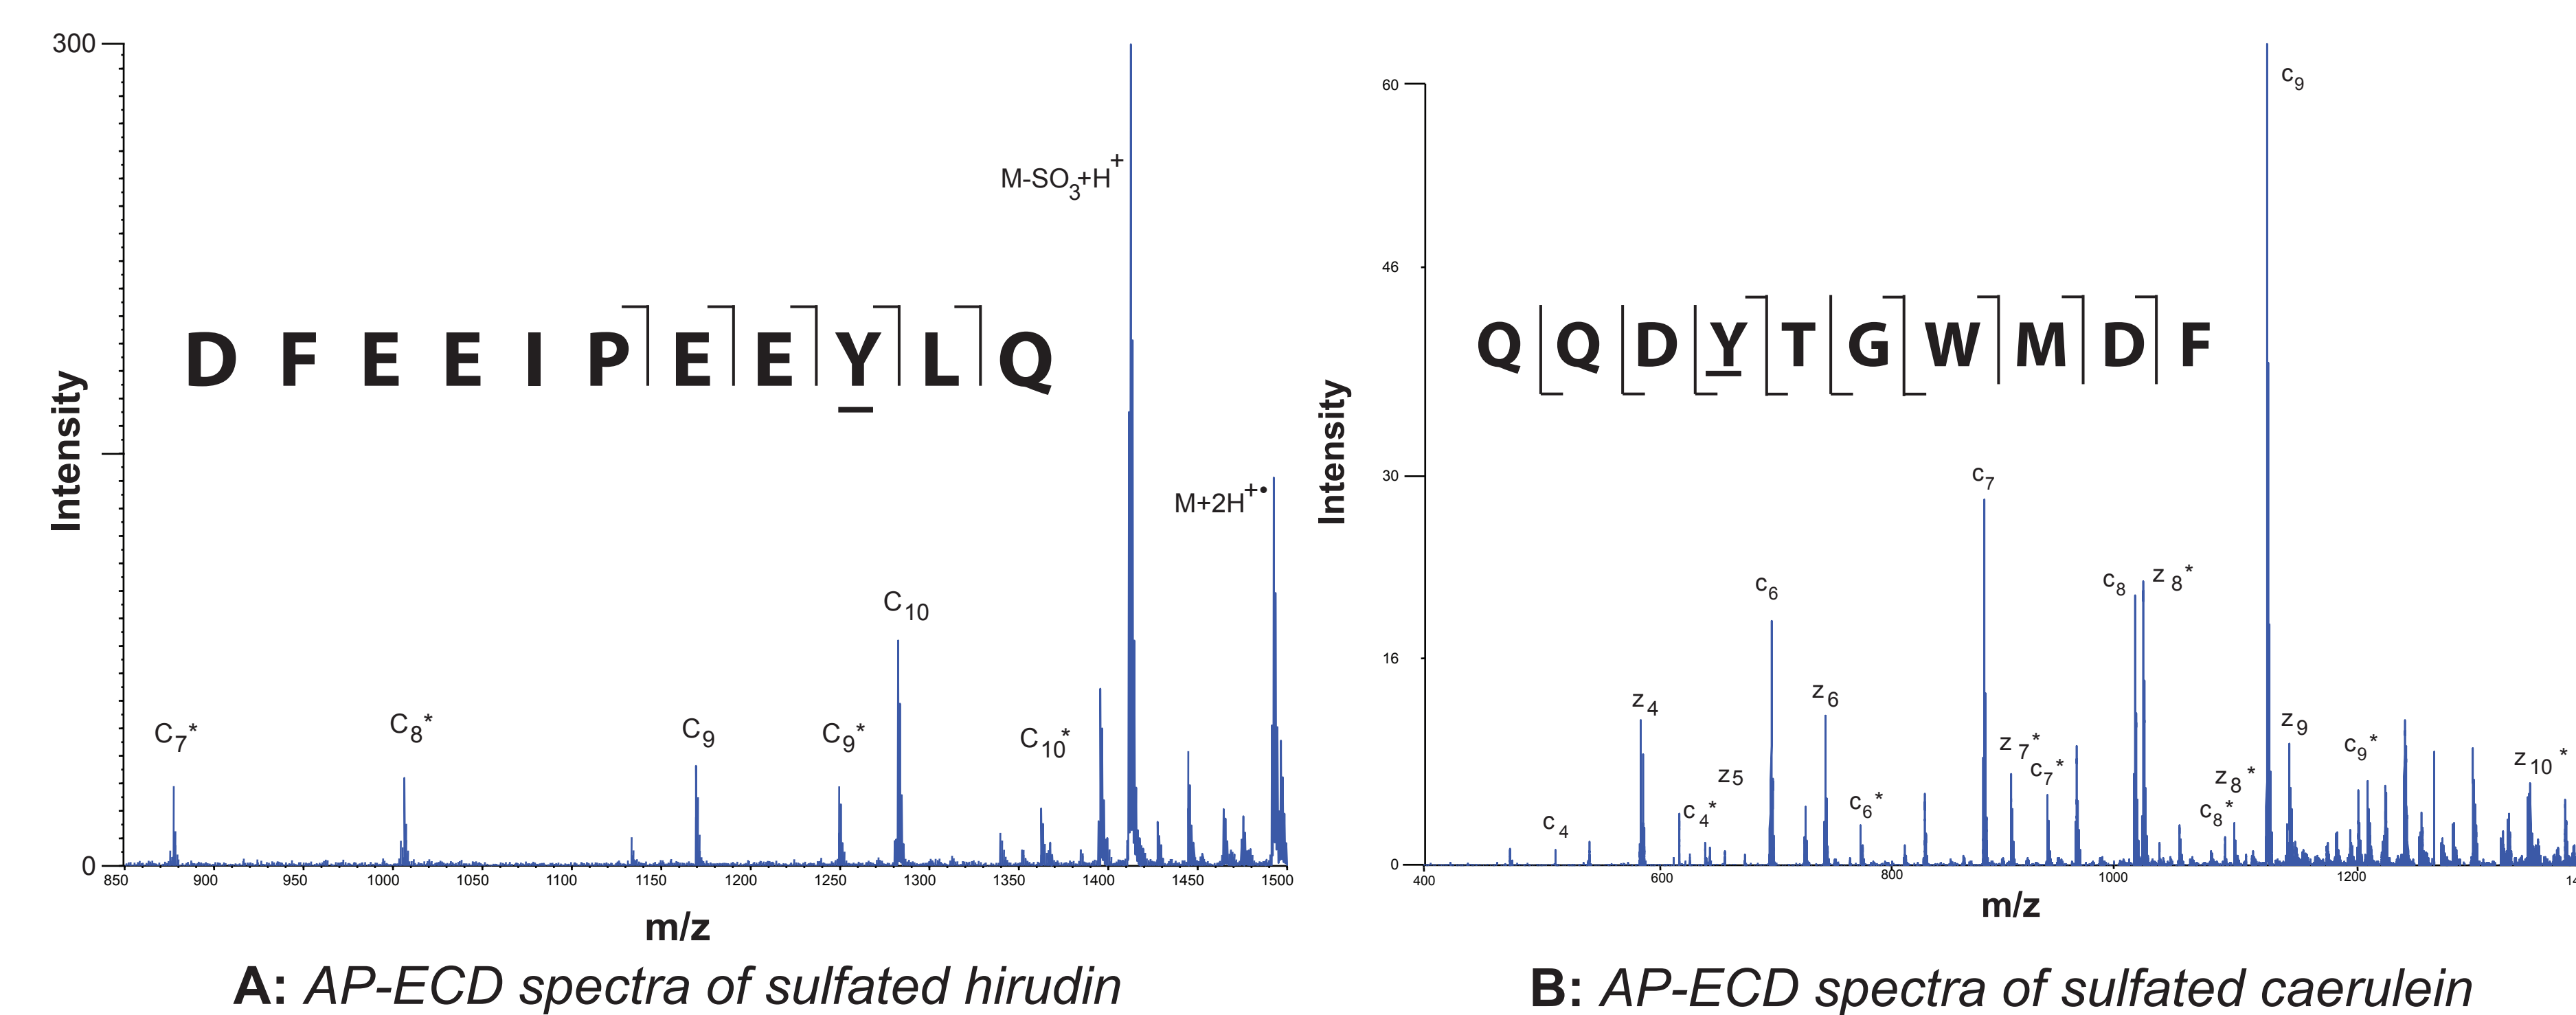 300
M-SO3+H+
D F E E I P E E Y L Q
Intensity
M+2H+•
C10
C7*
C8*
C9
C9*
C10*
0
850 900 950 1000 1050 1100 1150 1200 1250 1300 1350 1400 1450 1500
m/z
A: AP-ECD spectra of sulfated hirudin
60
c9
46
Q Q D Y T G W M D F
Intensity
30
c7
c6
c8
z8*
16
z4
z6
z9
z7*
c9*
z5
c7*
z8*
z10*
c4
c4*
c6*
c8*
0
400 600 800 1000 1200
m/z
B: AP-ECD spectra of sulfated caerulein